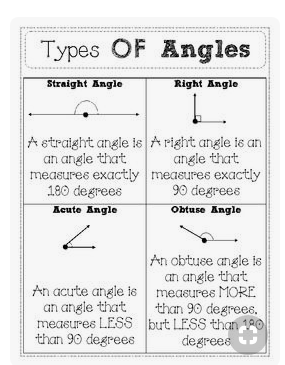 Types OF Angles
Straight Angle
A straight angle is
an angle that
measures exactly
180 degrees
Right Angle
A right angle is an
angle that
measures exactly
90 degrees
Acute Angle
An acute angle is
an angle that
measures LESS
than 90 degrees
Obtuse Angle
An obtuse angle is
an angle that
measures MORE
than 90 degrees,
but LESS than 180
degrees